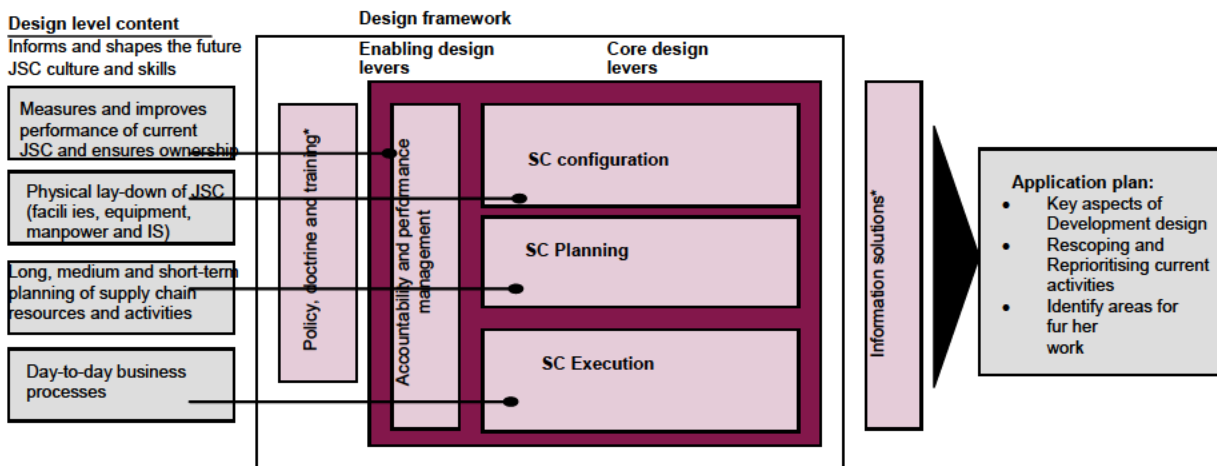 Design level content
Informs and shapes the future
JSC culture and skills
Measures and improves
performance of current
JSC and ensures ownership
Physical lay-down of JSC
(facili ies, equipment,
manpower and IS)
Long, medium and short-term
planning of supply chain
resources and activities
Day-to-day business
processes
Design framework
Enabling design
levers
Core design
levers
Policy, doctrine and training*
Accountability and performance
management
SC configuration
SC Planning
SC Execution
Information solutions*
Application plan:
• Key aspects of
Development design
• Rescoping and
Reprioritising current
activities
• Identify areas for
fur her
work